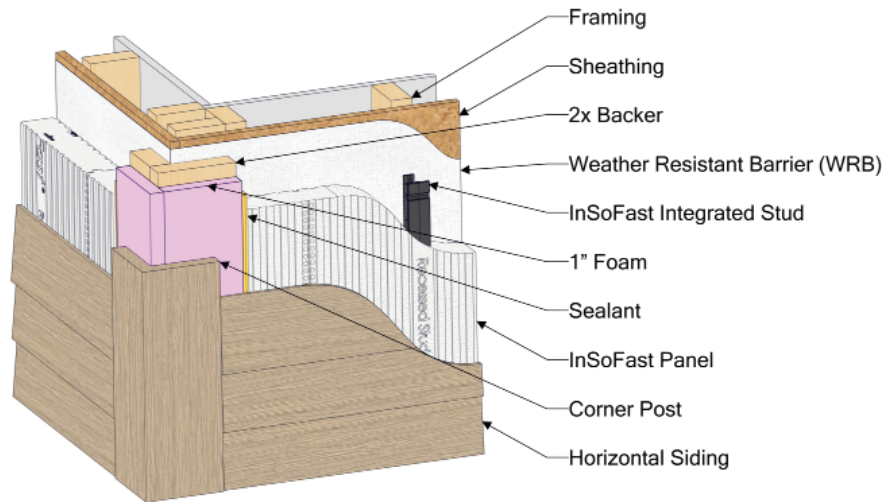 Framing
Sheathing
2x Backer
Weather Resistant Barrier (WRB)
InSoFast Integrated Stud
1” Foam
Sealant
InSoFast Panel
Corner Post
Horizontal Siding
Recessed Stud